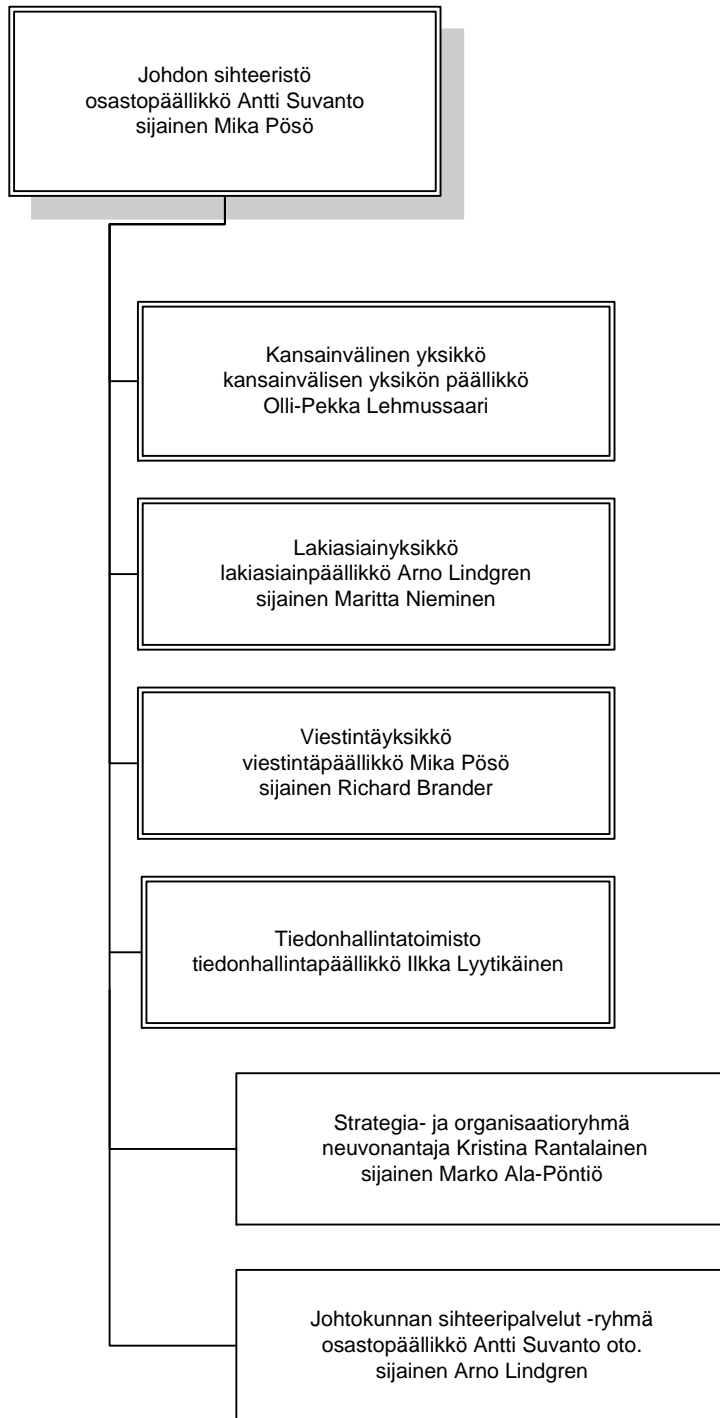 Johdon sihteeristö
osastopäällikkö Antti Suvanto
sijainen Mika Pösö
Kansainvälinen yksikkö
kansainvälisen yksikön päällikkö
Olli-Pekka Lehmussaari
Lakiasiainyksikkö
lakiasiainpäällikkö Arno Lindgren
sijainen Maritta Nieminen
Viestintäyksikkö
viestintäpäällikkö Mika Pösö
sijainen Richard Brander
Tiedonhallintatoimisto
tiedonhallintapäällikkö Ilkka Lyytikäinen
Strategia- ja organisaatioryhmä
neuvonantaja Kristina Rantalainen
sijainen Marko Ala-Pöntiö
Johtokunnan sihteeripalvelut -ryhmä
osastopäällikkö Antti Suvanto oto.
sijainen Arno Lindgren